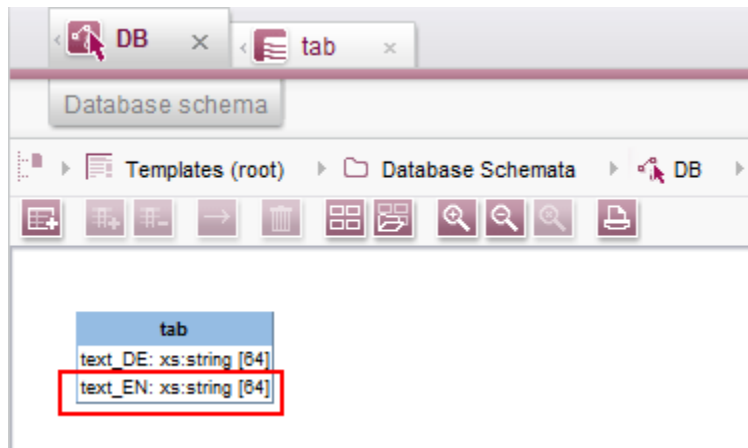 DB
tab
Database schema
Templates (root) Database Schemata DB
tab
text_DE: xs:string [64]
text_EN: xs:string [64]